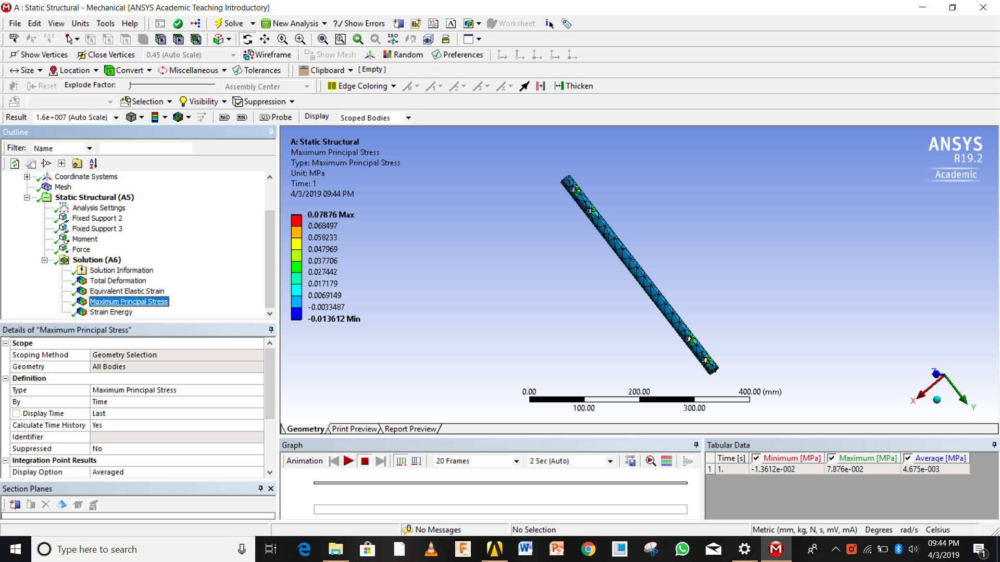 A : Static Structural - Mechanical [ANSYS Academic Teaching Introductory]
File Edit View Units Tools Help Solve New Analysis ?/ Show Errors Worksheet
Show Vertices Close Vertices 0.45 (Auto Scale) Wireframe Show Mesh Random Preferences
Size Location Convert Miscellaneous Tolerances Clipboard [ Empty ]
Reset Explode Factor: Assembly Center Edge Coloring Thicken
Selection Visibility Suppression
Result 1.6e+007 (Auto Scale) MAX MIN Probe Display Scoped Bodies
Outline
Filter: Name
Coordinate Systems
Mesh
Static Structural (A5)
Analysis Settings
Fixed Support 2
Fixed Support 3
Moment
Force
Solution (A6)
Solution Information
Total Deformation
Equivalent Elastic Strain
Maximum Principal Stress
Strain Energy
Details of "Maximum Principal Stress"
Scope
Scoping Method Geometry Selection
Geometry All Bodies
Definition
Type Maximum Principal Stress
By Time
Display Time Last
Calculate Time History Yes
Identifier
Suppressed No
Integration Point Results
Display Option Averaged
Section Planes
A: Static Structural
Maximum Principal Stress
Type: Maximum Principal Stress
Unit: MPa
Time: 1
4/3/2019 09:44 PM
0.07876 Max
0.068497
0.058233
0.047969
0.037706
0.027442
0.017179
0.0069149
-0.0033487
-0.013612 Min
ANSYS
R19.2
Academic
0.00 200.00 400.00 (mm)
100.00 300.00
Z
X
Y
Geometry Print Preview Report Preview
Graph
Animation 20 Frames 2 Sec (Auto)
Tabular Data
Time [s] Minimum [MPa] Maximum [MPa] Average [MPa]
1 1. -1.3612e-002 7.876e-002 4.675e-003
0 No Messages No Selection Metric (mm, kg, N, s, mV, mA) Degrees rad/s Celsius
Type here to search
09:44 PM
4/3/2019
1